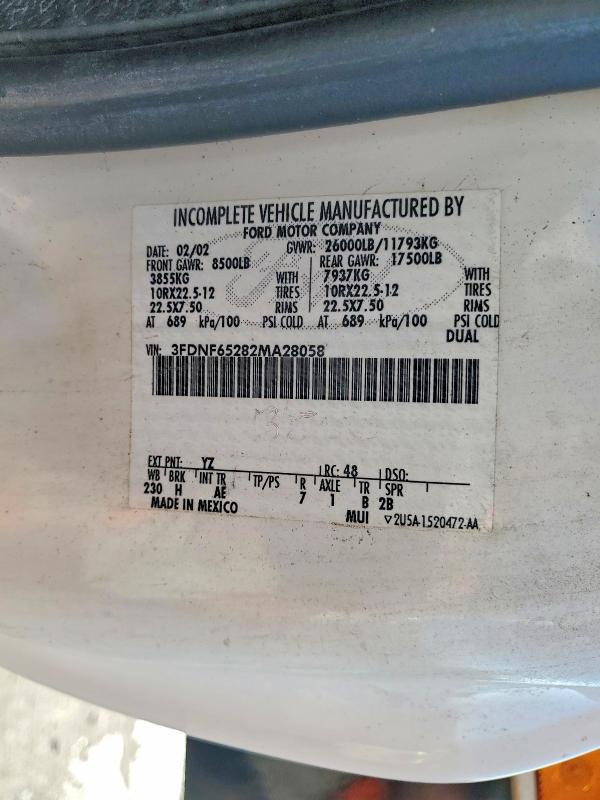 INCOMPLETE VEHICLE MANUFACTURED BY
FORD MOTOR COMPANY
DATE: 02/02 GVWR: 26000LB/11793KG
FRONT GAWR: 8500LB REAR GAWR: 17500LB
3855KG WITH 7937KG WITH
10RX22.5-12 TIRES 10RX22.5-12 TIRES
22.5X7.50 RIMS 22.5X7.50 RIMS
AT 689 kPa/100 PSI COLD AT 689 kPa/100 PSI COLD
DUAL
VIN: 3FDNF65282MA28058
EXT PNT: YZ RC: 48 DSO:
WB BRK INT TR TP/PS R AXLE TR SPR
230 H AE 7 1 B 2B
MADE IN MEXICO MUI 2U5A-1520472-AA